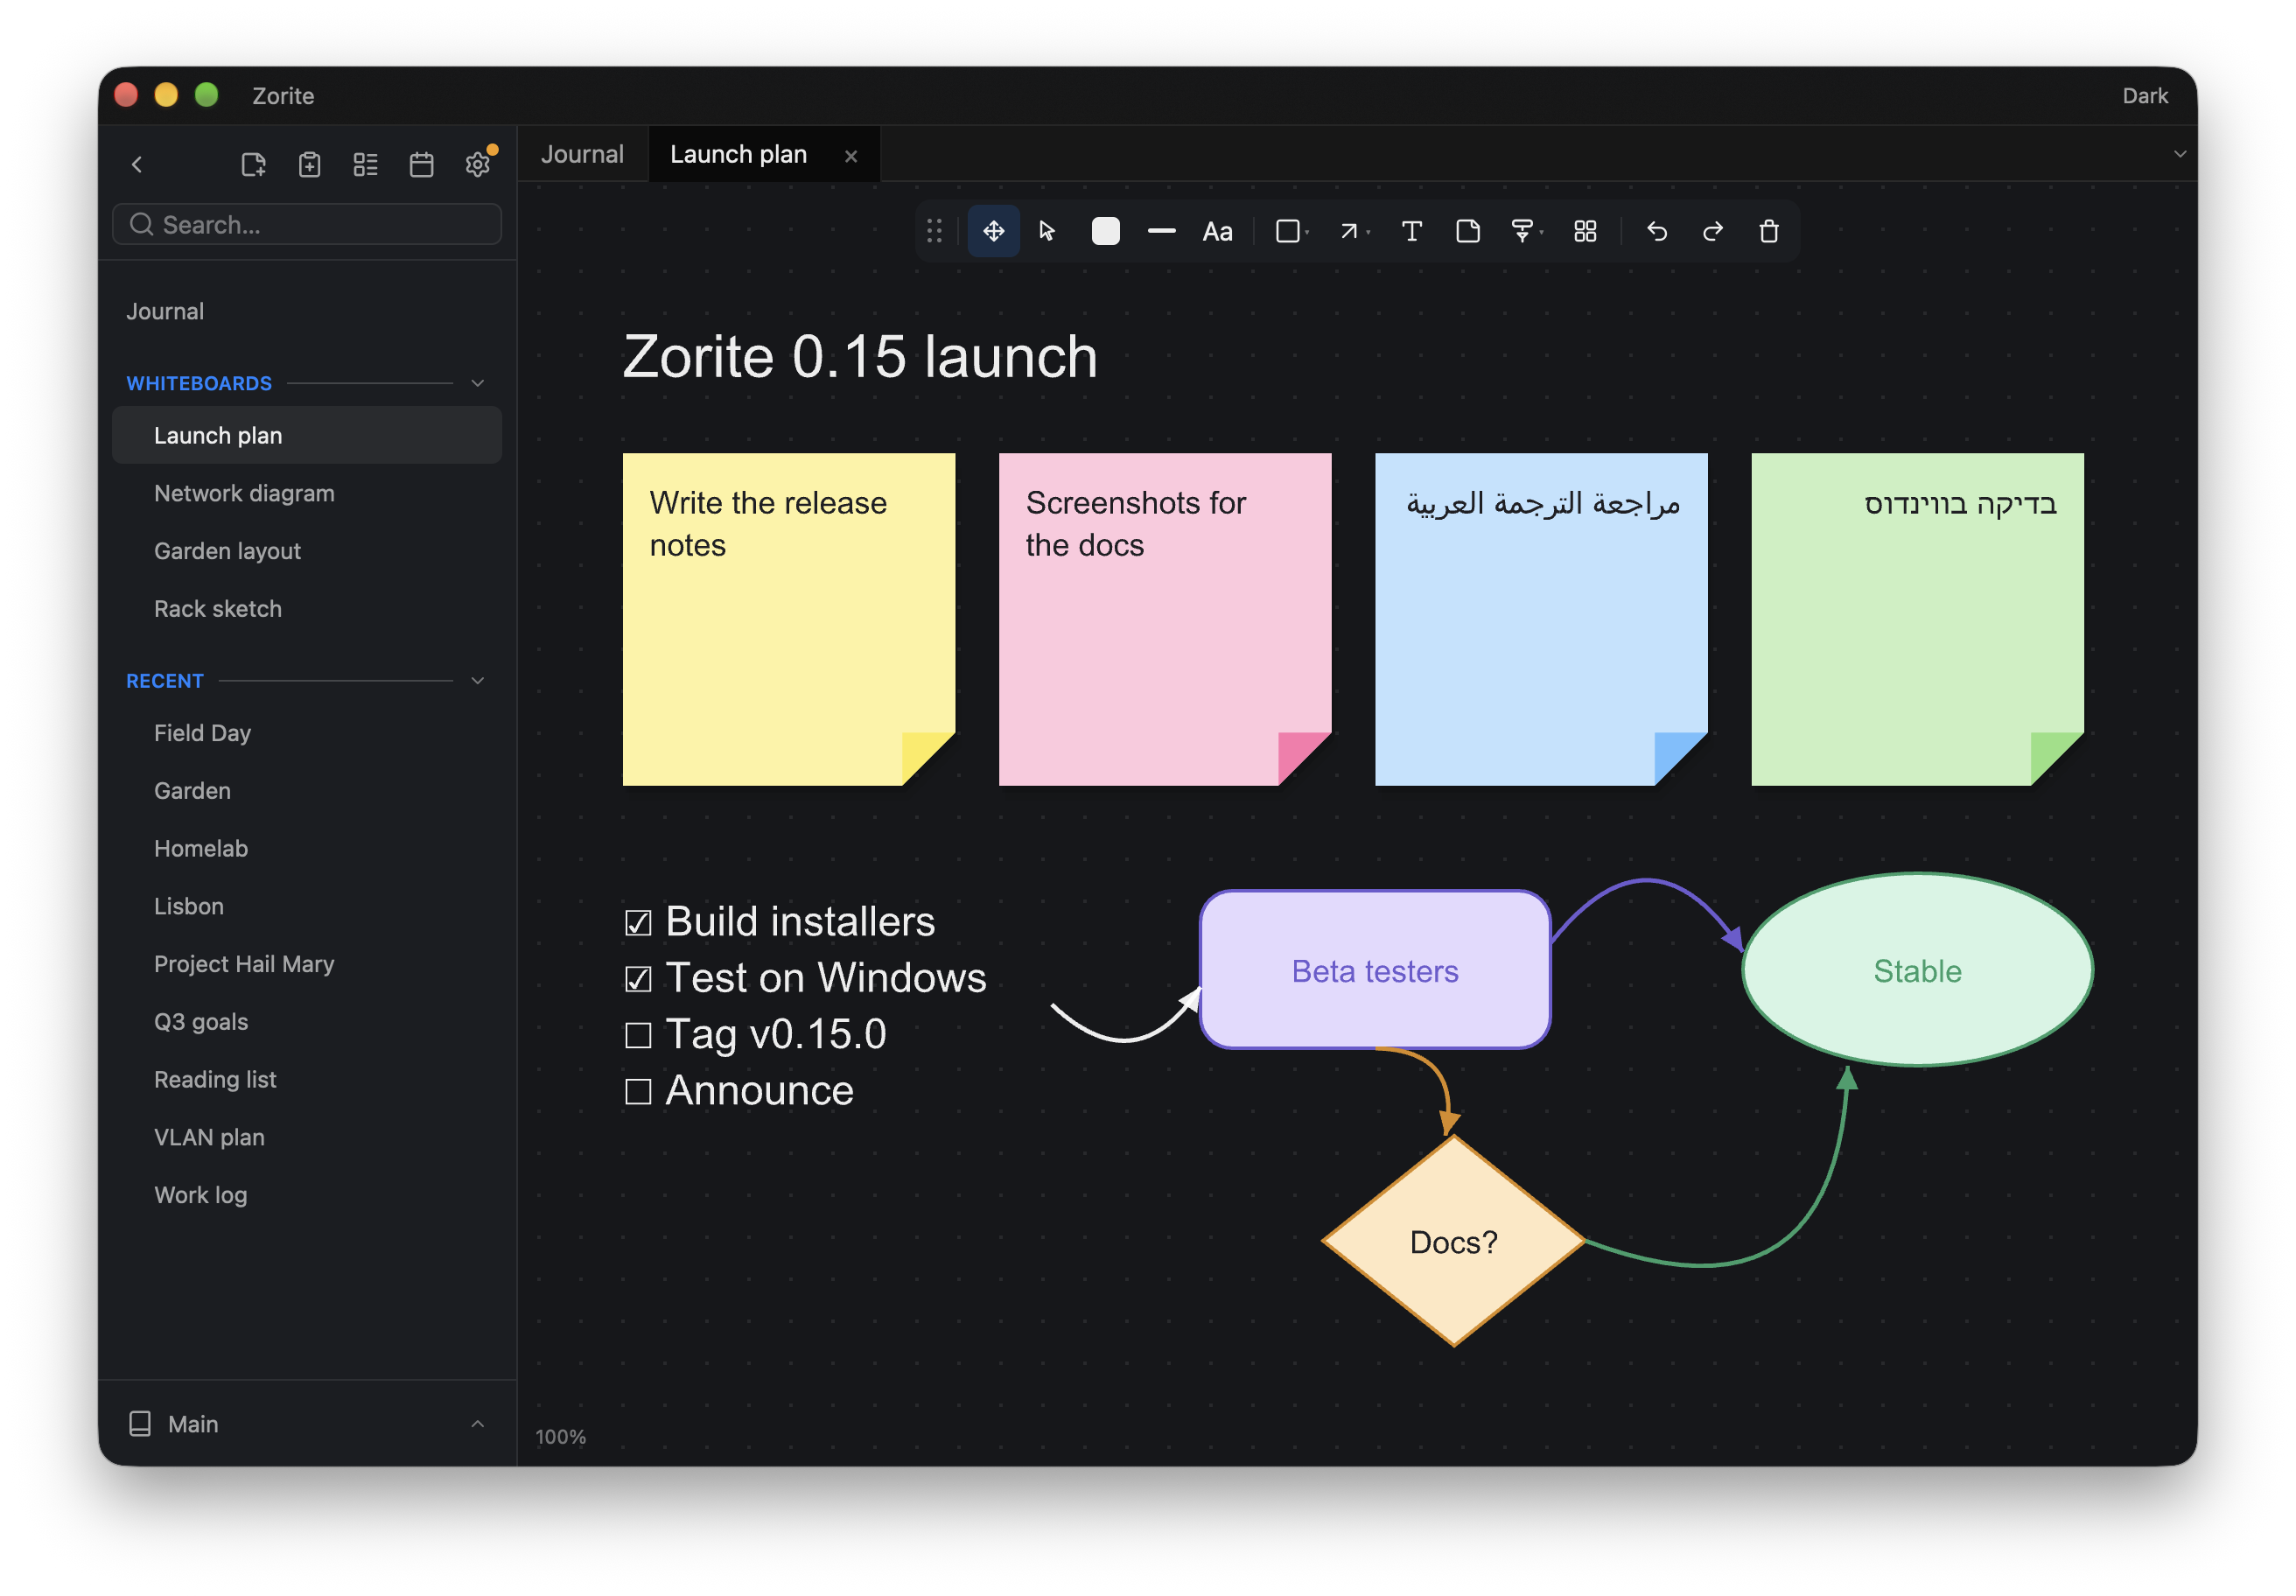 Zorite
Dark
Search...
Journal
WHITEBOARDS
Launch plan
Network diagram
Garden layout
Rack sketch
RECENT
Field Day
Garden
Homelab
Lisbon
Project Hail Mary
Q3 goals
Reading list
VLAN plan
Work log
Main
Journal
Launch plan
Aa
Zorite 0.15 launch
Write the release
notes
Screenshots for
the docs
مراجعة الترجمة العربية
בדיקה בווינדוס
☑ Build installers
☑ Test on Windows
☐ Tag v0.15.0
☐ Announce
Beta testers
Stable
Docs?
100%